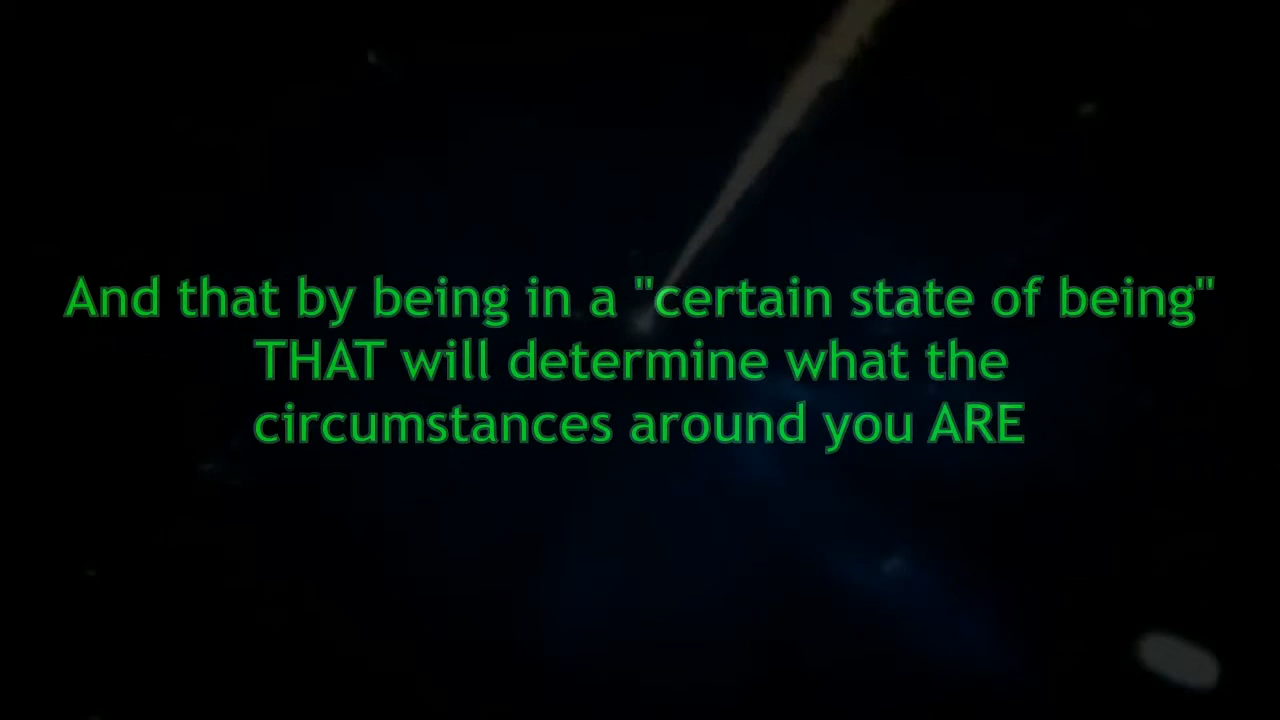 And that by being in a "certain state of being"
THAT will determine what the
circumstances around you ARE